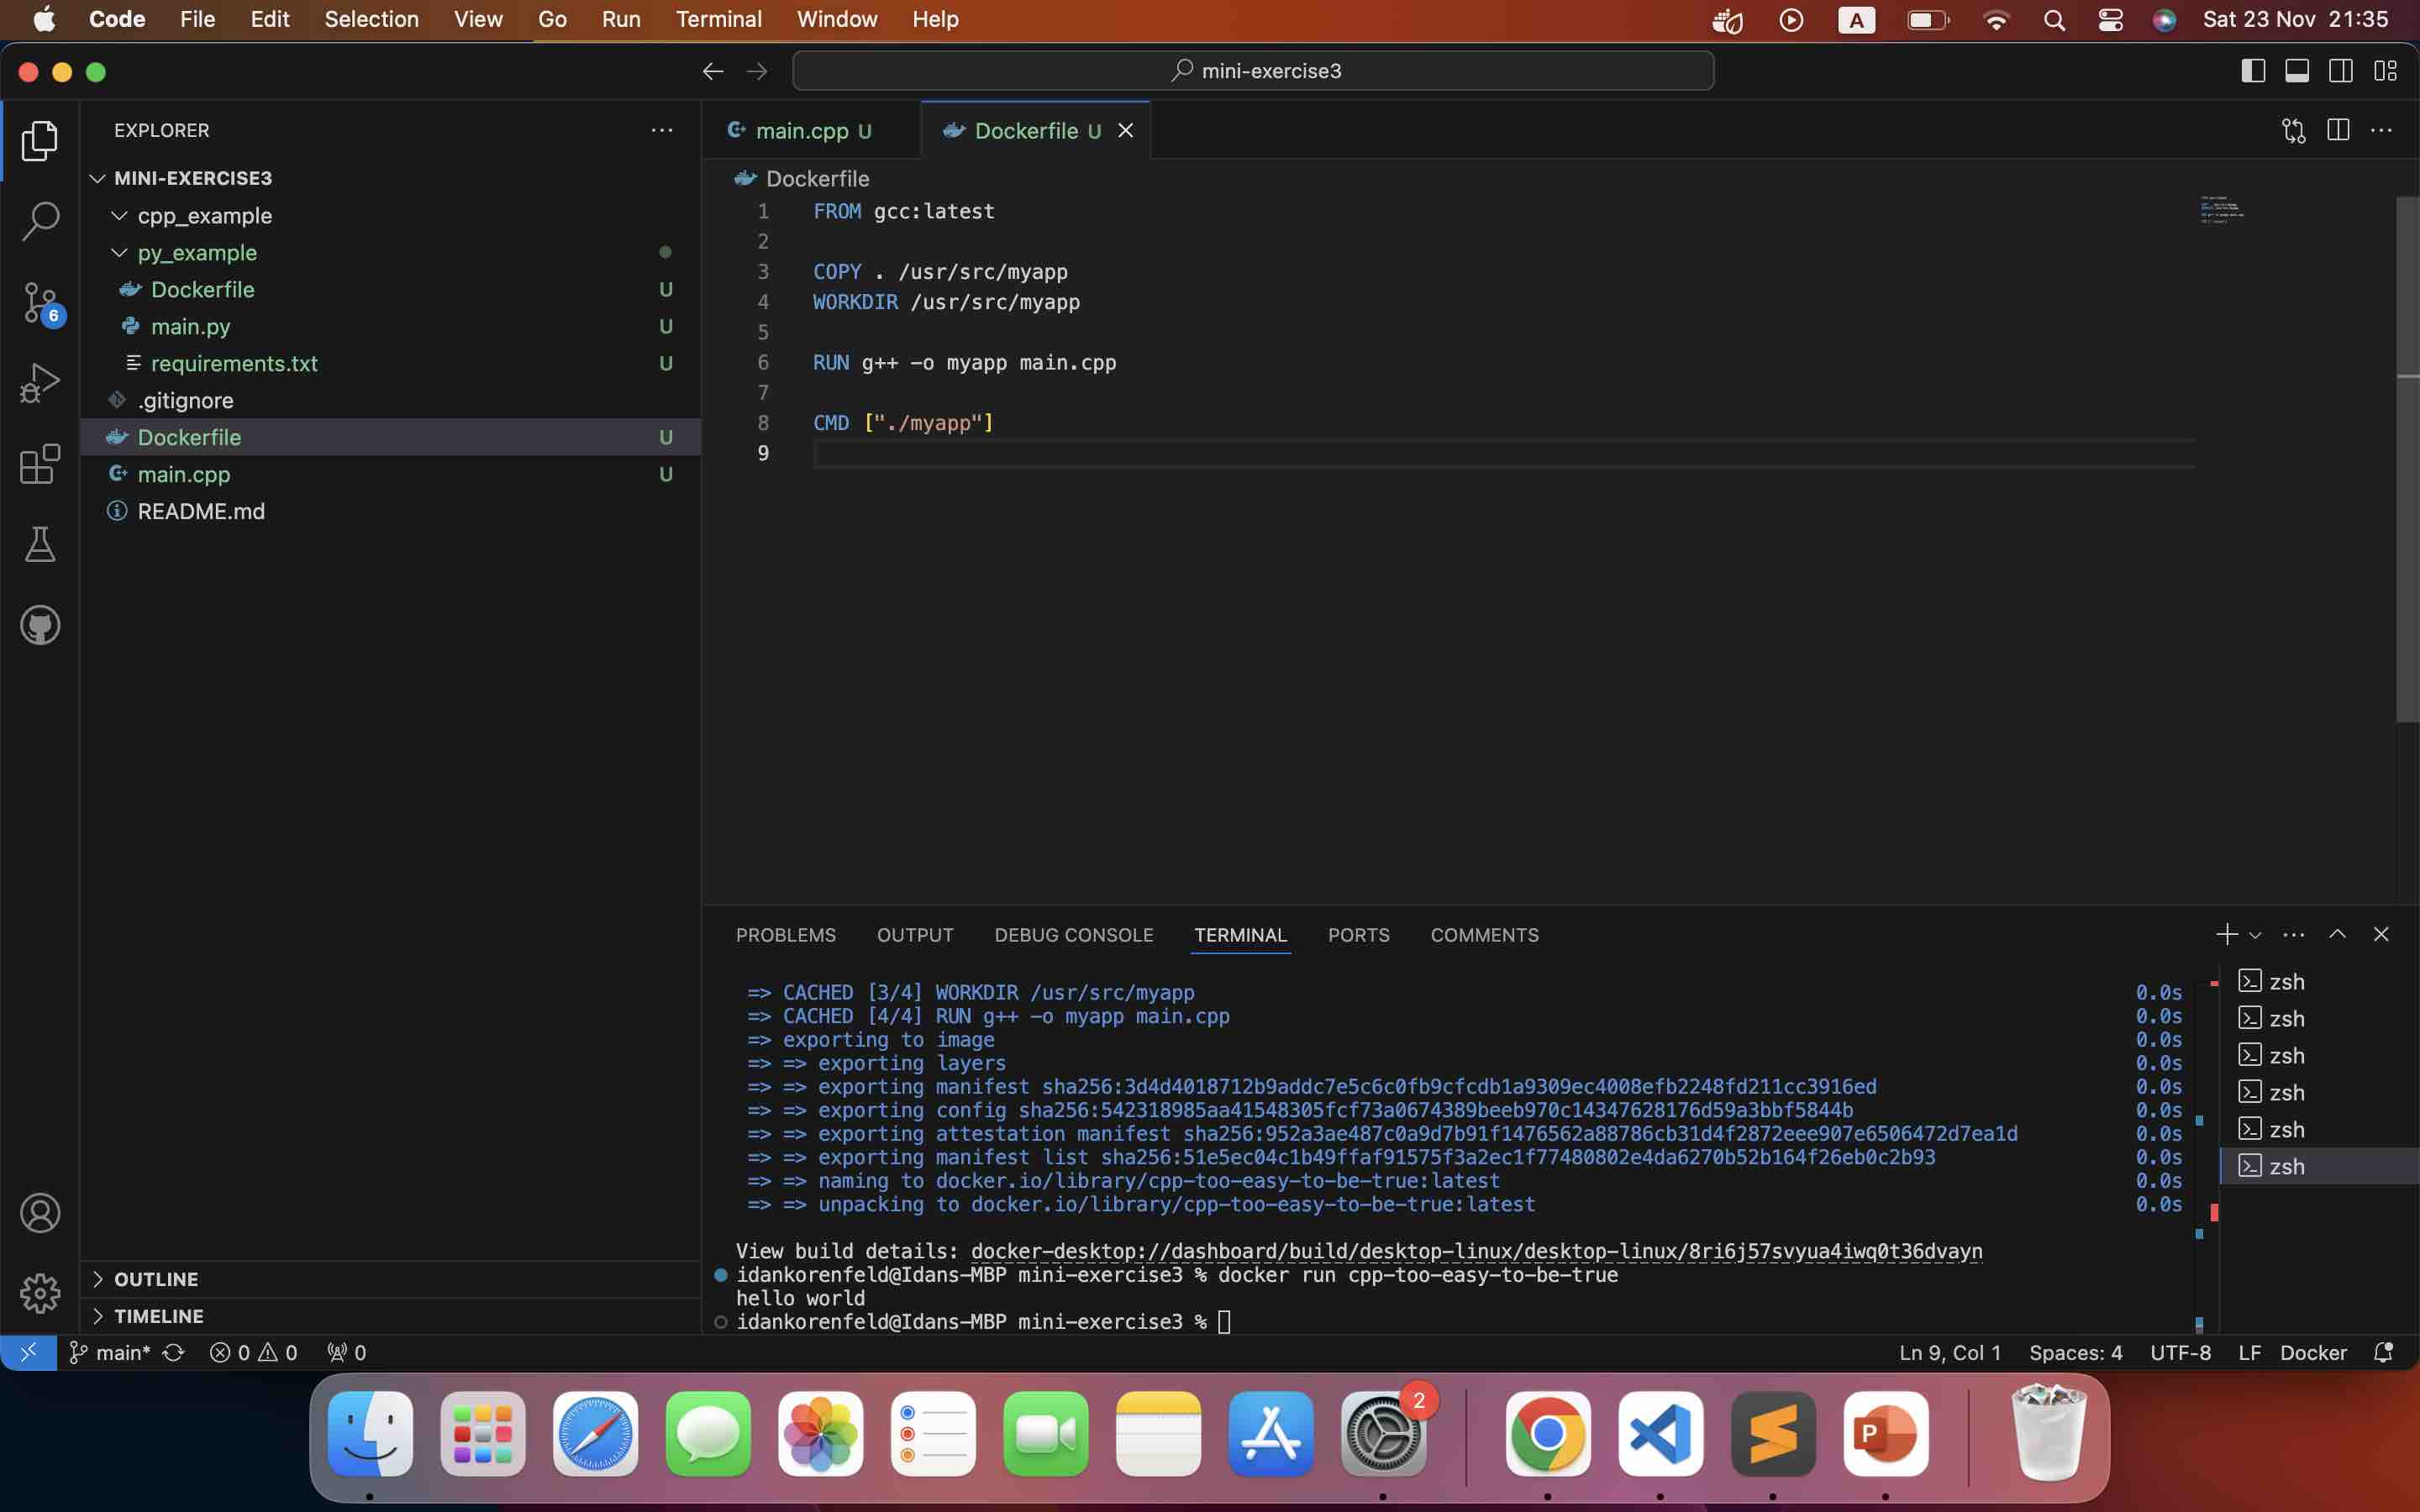 Code File Edit Selection View Go Run Terminal Window Help A Sat 23 Nov 21:35
mini-exercise3
EXPLORER
MINI-EXERCISE3
cpp_example
py_example
Dockerfile U
main.py U
requirements.txt U
.gitignore
Dockerfile U
main.cpp U
README.md
6
OUTLINE
TIMELINE
main.cpp U Dockerfile U
Dockerfile
1 FROM gcc:latest
2
3 COPY . /usr/src/myapp
4 WORKDIR /usr/src/myapp
5
6 RUN g++ -o myapp main.cpp
7
8 CMD ["./myapp"]
9
PROBLEMS OUTPUT DEBUG CONSOLE TERMINAL PORTS COMMENTS
=> CACHED [3/4] WORKDIR /usr/src/myapp 0.0s
=> CACHED [4/4] RUN g++ -o myapp main.cpp 0.0s
=> exporting to image 0.0s
=> => exporting layers 0.0s
=> => exporting manifest sha256:3d4d4018712b9addc7e5c6c0fb9cfcdb1a9309ec4008efb2248fd211cc3916ed 0.0s
=> => exporting config sha256:542318985aa41548305fcf73a0674389beeb970c14347628176d59a3bbf5844b 0.0s
=> => exporting attestation manifest sha256:952a3ae487c0a9d7b91f1476562a88786cb31d4f2872eee907e6506472d7ea1d 0.0s
=> => exporting manifest list sha256:51e5ec04c1b49ffaf91575f3a2ec1f77480802e4da6270b52b164f26eb0c2b93 0.0s
=> => naming to docker.io/library/cpp-too-easy-to-be-true:latest 0.0s
=> => unpacking to docker.io/library/cpp-too-easy-to-be-true:latest 0.0s
View build details: docker-desktop://dashboard/build/desktop-linux/desktop-linux/8ri6j57svyua4iwq0t36dvayn
idankorenfeld@Idans-MBP mini-exercise3 % docker run cpp-too-easy-to-be-true
hello world
idankorenfeld@Idans-MBP mini-exercise3 %
zsh
zsh
zsh
zsh
zsh
zsh
main* 0 0 0 Ln 9, Col 1 Spaces: 4 UTF-8 LF Docker
2
P